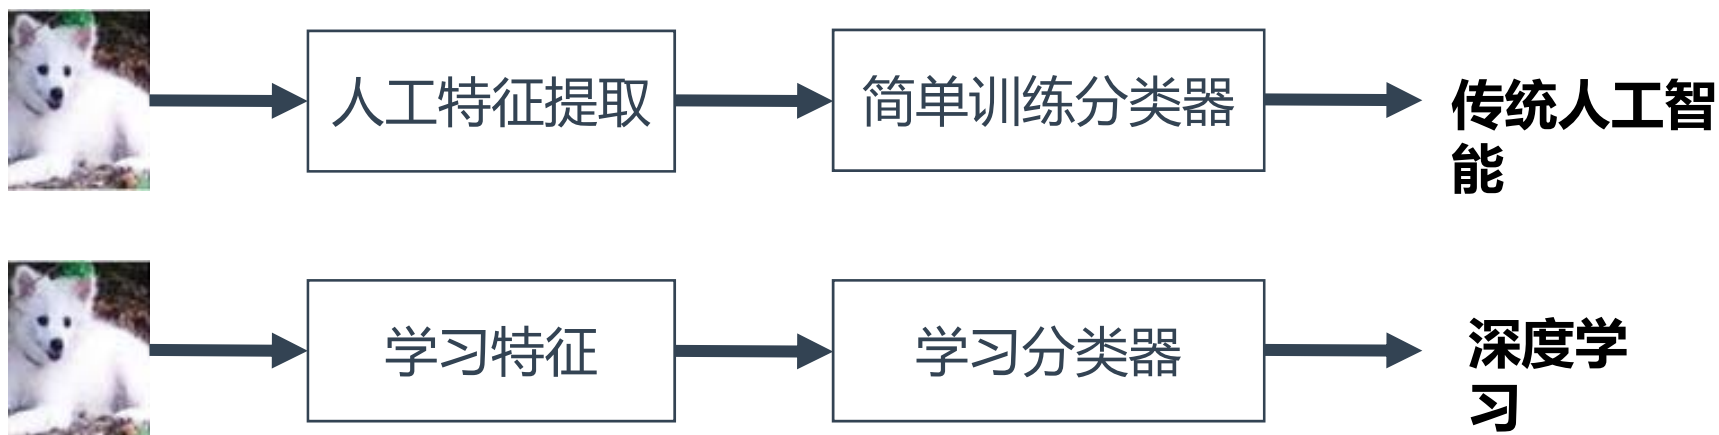 人工特征提取
简单训练分类器
传统人工智
能
学习特征
学习分类器
深度学
习